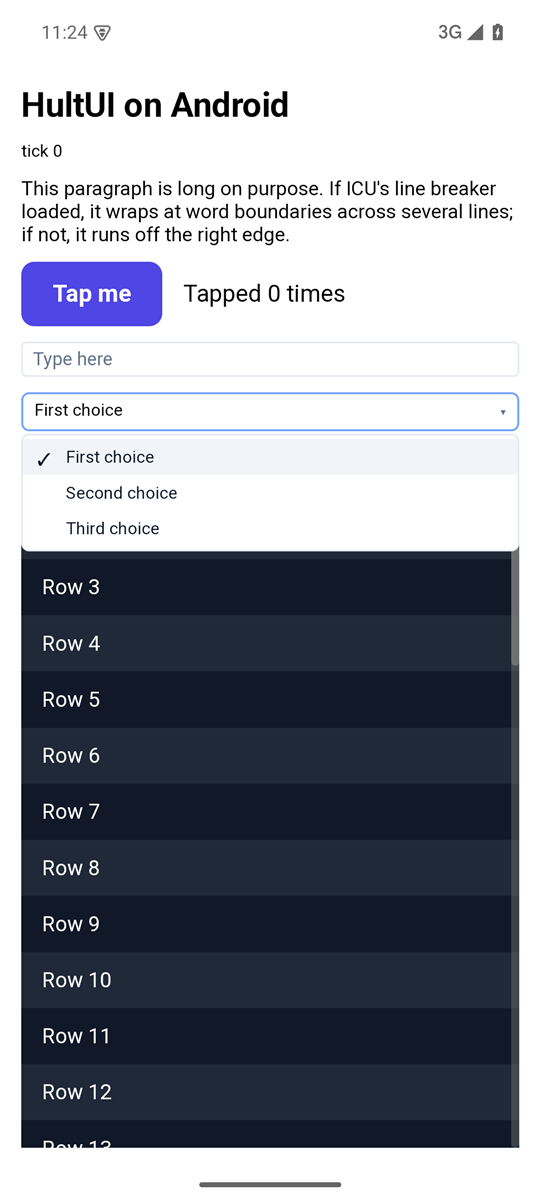 11:24
3G
HultUI on Android
tick 0
This paragraph is long on purpose. If ICU's line breaker
loaded, it wraps at word boundaries across several lines;
if not, it runs off the right edge.
Tap me
Tapped 0 times
Type here
First choice
✓ First choice
Second choice
Third choice
Row 3
Row 4
Row 5
Row 6
Row 7
Row 8
Row 9
Row 10
Row 11
Row 12
Row 13